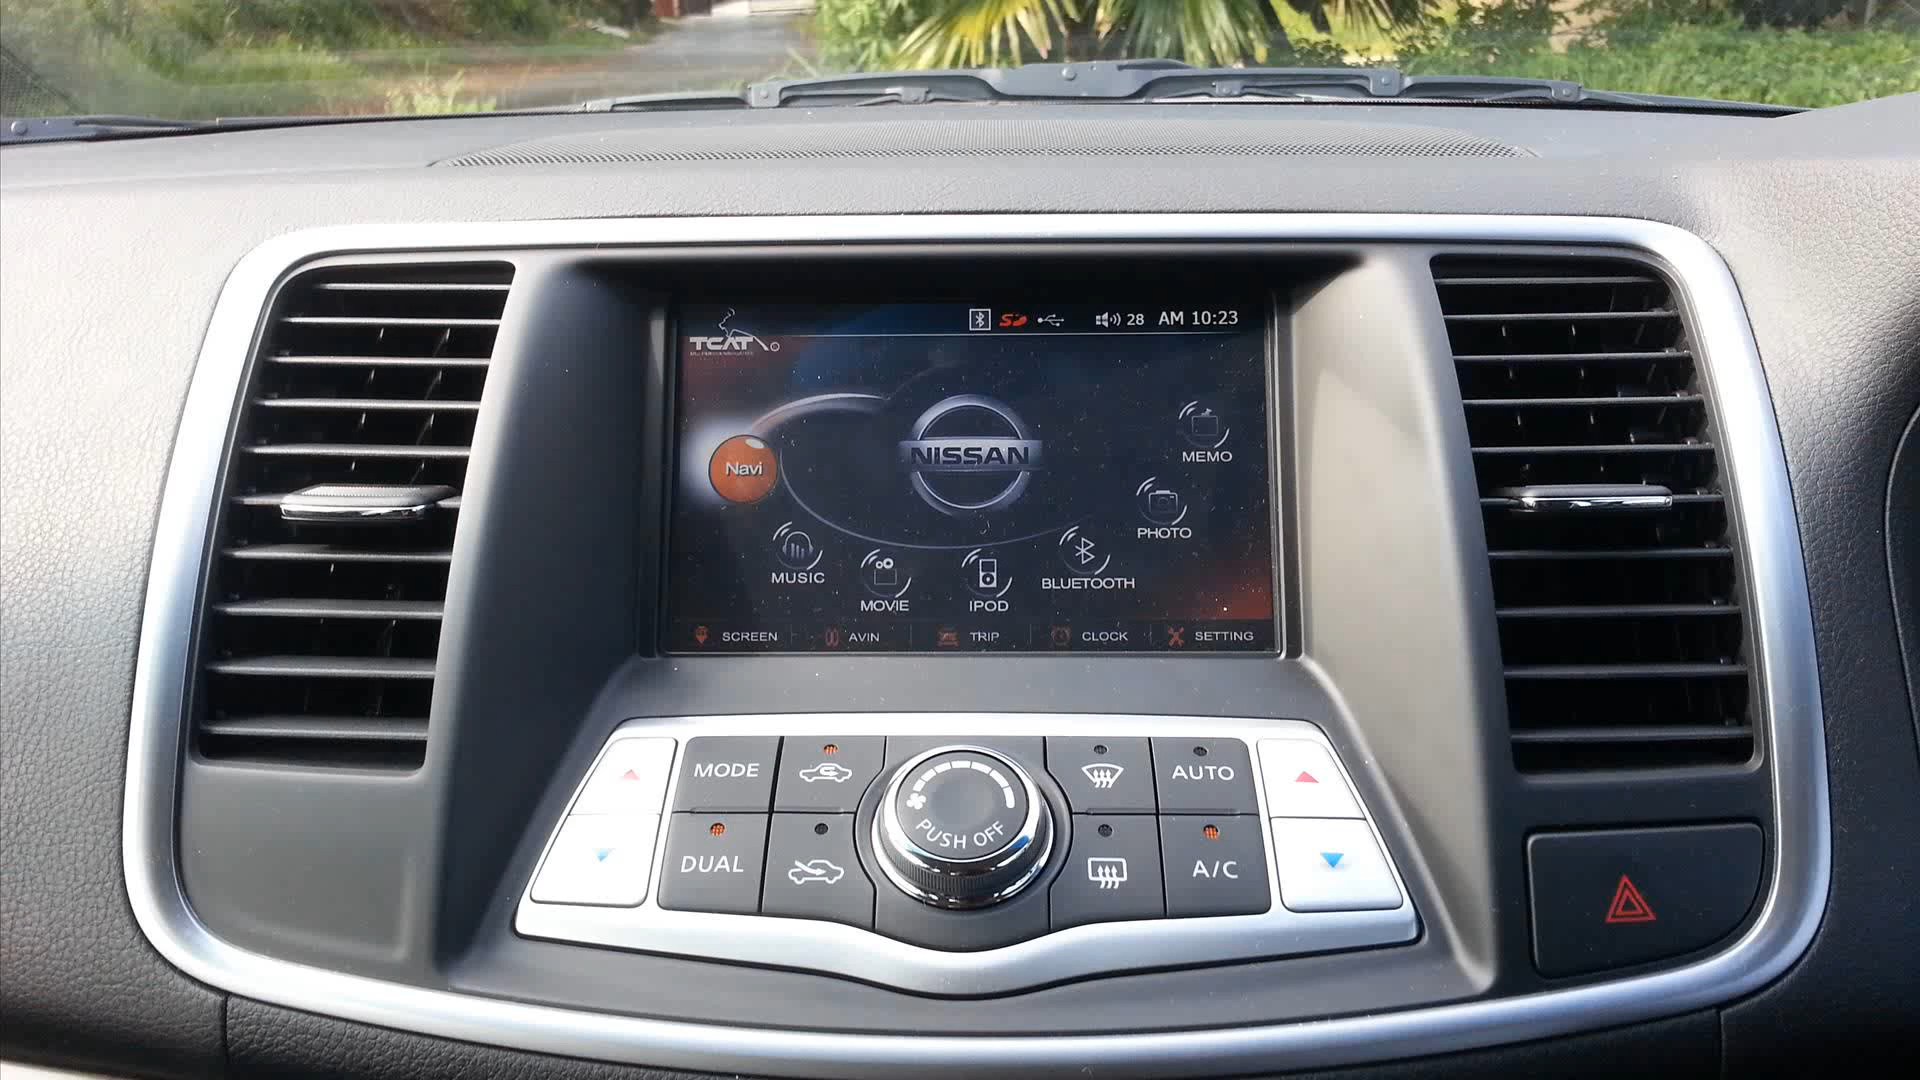 28 AM 10:23
TCAT
NISSAN
Navi
MEMO
PHOTO
MUSIC
BLUETOOTH
MOVIE
IPOD
SCREEN AVIN TRIP CLOCK SETTING
MODE
AUTO
PUSH OFF
DUAL
A/C